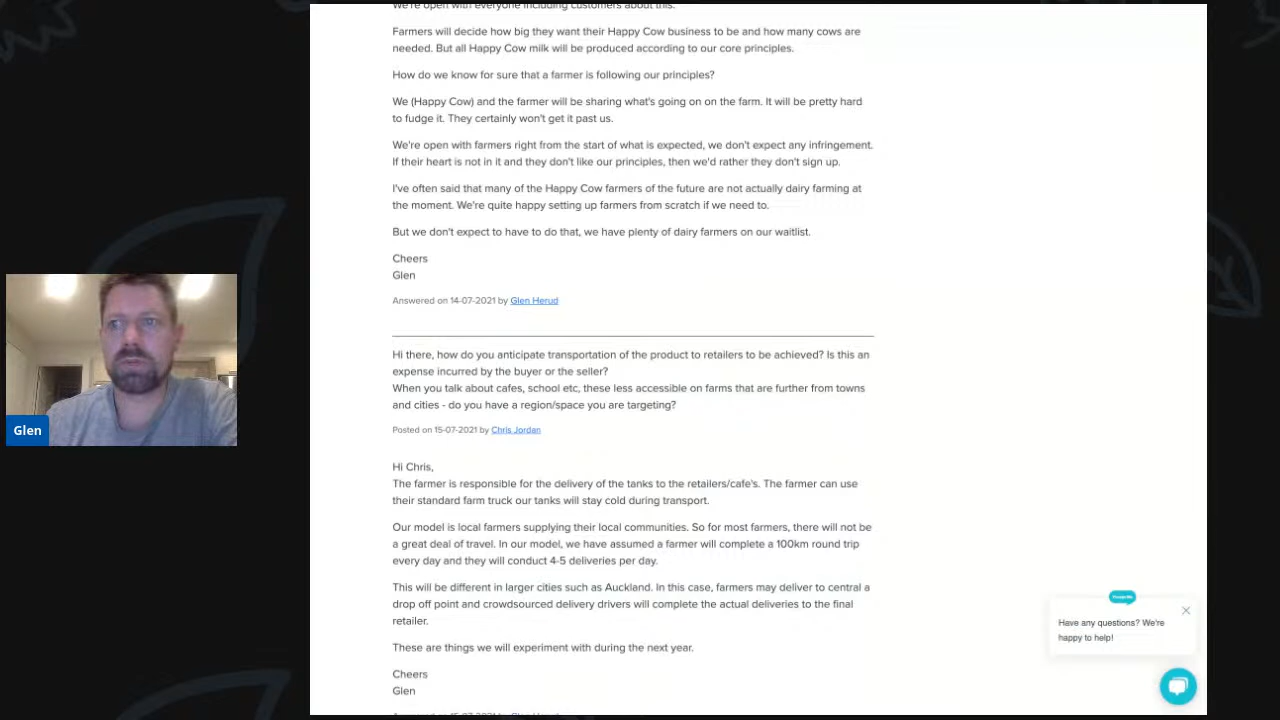 We're open with everyone including customers about this.
Farmers will decide how big they want their Happy Cow business to be and how many cows are
needed. But all Happy Cow milk will be produced according to our core principles.
How do we know for sure that a farmer is following our principles?
We (Happy Cow) and the farmer will be sharing what's going on on the farm. It will be pretty hard
to fudge it. They certainly won't get it past us.
We're open with farmers right from the start of what is expected, we don't expect any infringement.
If their heart is not in it and they don't like our principles, then we'd rather they don't sign up.
I've often said that many of the Happy Cow farmers of the future are not actually dairy farming at
the moment. We're quite happy setting up farmers from scratch if we need to.
But we don't expect to have to do that, we have plenty of dairy farmers on our waitlist.
Cheers
Glen
Answered on 14-07-2021 by Glen Herud
Hi there, how do you anticipate transportation of the product to retailers to be achieved? Is this an
expense incurred by the buyer or the seller?
When you talk about cafes, school etc, these less accessible on farms that are further from towns
and cities - do you have a region/space you are targeting?
Posted on 15-07-2021 by Chris Jordan
Hi Chris,
The farmer is responsible for the delivery of the tanks to the retailers/cafe's. The farmer can use
their standard farm truck our tanks will stay cold during transport.
Our model is local farmers supplying their local communities. So for most farmers, there will not be
a great deal of travel. In our model, we have assumed a farmer will complete a 100km round trip
every day and they will conduct 4-5 deliveries per day.
This will be different in larger cities such as Auckland. In this case, farmers may deliver to central a
drop off point and crowdsourced delivery drivers will complete the actual deliveries to the final
retailer.
These are things we will experiment with during the next year.
Cheers
Glen
Answered on 15-07-2021 by Glen Herud
Glen
Have any questions? We're
happy to help!